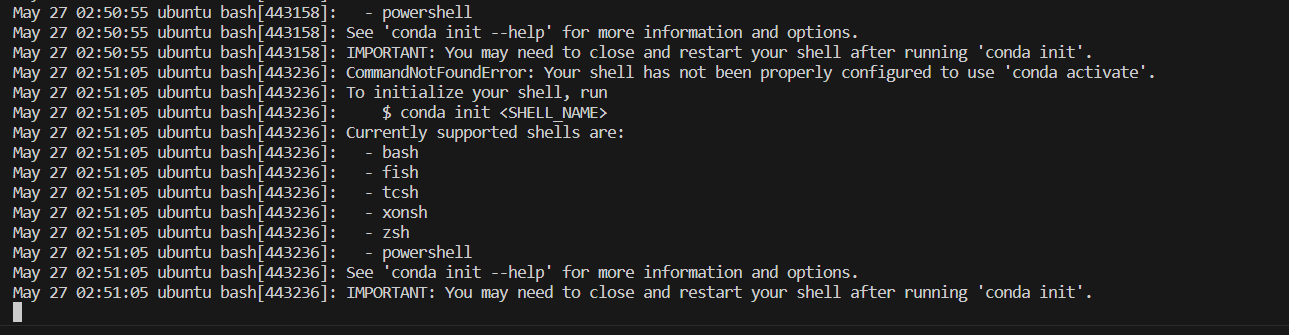 May 27 02:50:55 ubuntu bash[443158]:   - powershell
May 27 02:50:55 ubuntu bash[443158]: See 'conda init --help' for more information and options.
May 27 02:50:55 ubuntu bash[443158]: IMPORTANT: You may need to close and restart your shell after running 'conda init'.
May 27 02:51:05 ubuntu bash[443236]: CommandNotFoundError: Your shell has not been properly configured to use 'conda activate'.
May 27 02:51:05 ubuntu bash[443236]: To initialize your shell, run
May 27 02:51:05 ubuntu bash[443236]:     $ conda init <SHELL_NAME>
May 27 02:51:05 ubuntu bash[443236]: Currently supported shells are:
May 27 02:51:05 ubuntu bash[443236]:   - bash
May 27 02:51:05 ubuntu bash[443236]:   - fish
May 27 02:51:05 ubuntu bash[443236]:   - tcsh
May 27 02:51:05 ubuntu bash[443236]:   - xonsh
May 27 02:51:05 ubuntu bash[443236]:   - zsh
May 27 02:51:05 ubuntu bash[443236]:   - powershell
May 27 02:51:05 ubuntu bash[443236]: See 'conda init --help' for more information and options.
May 27 02:51:05 ubuntu bash[443236]: IMPORTANT: You may need to close and restart your shell after running 'conda init'.